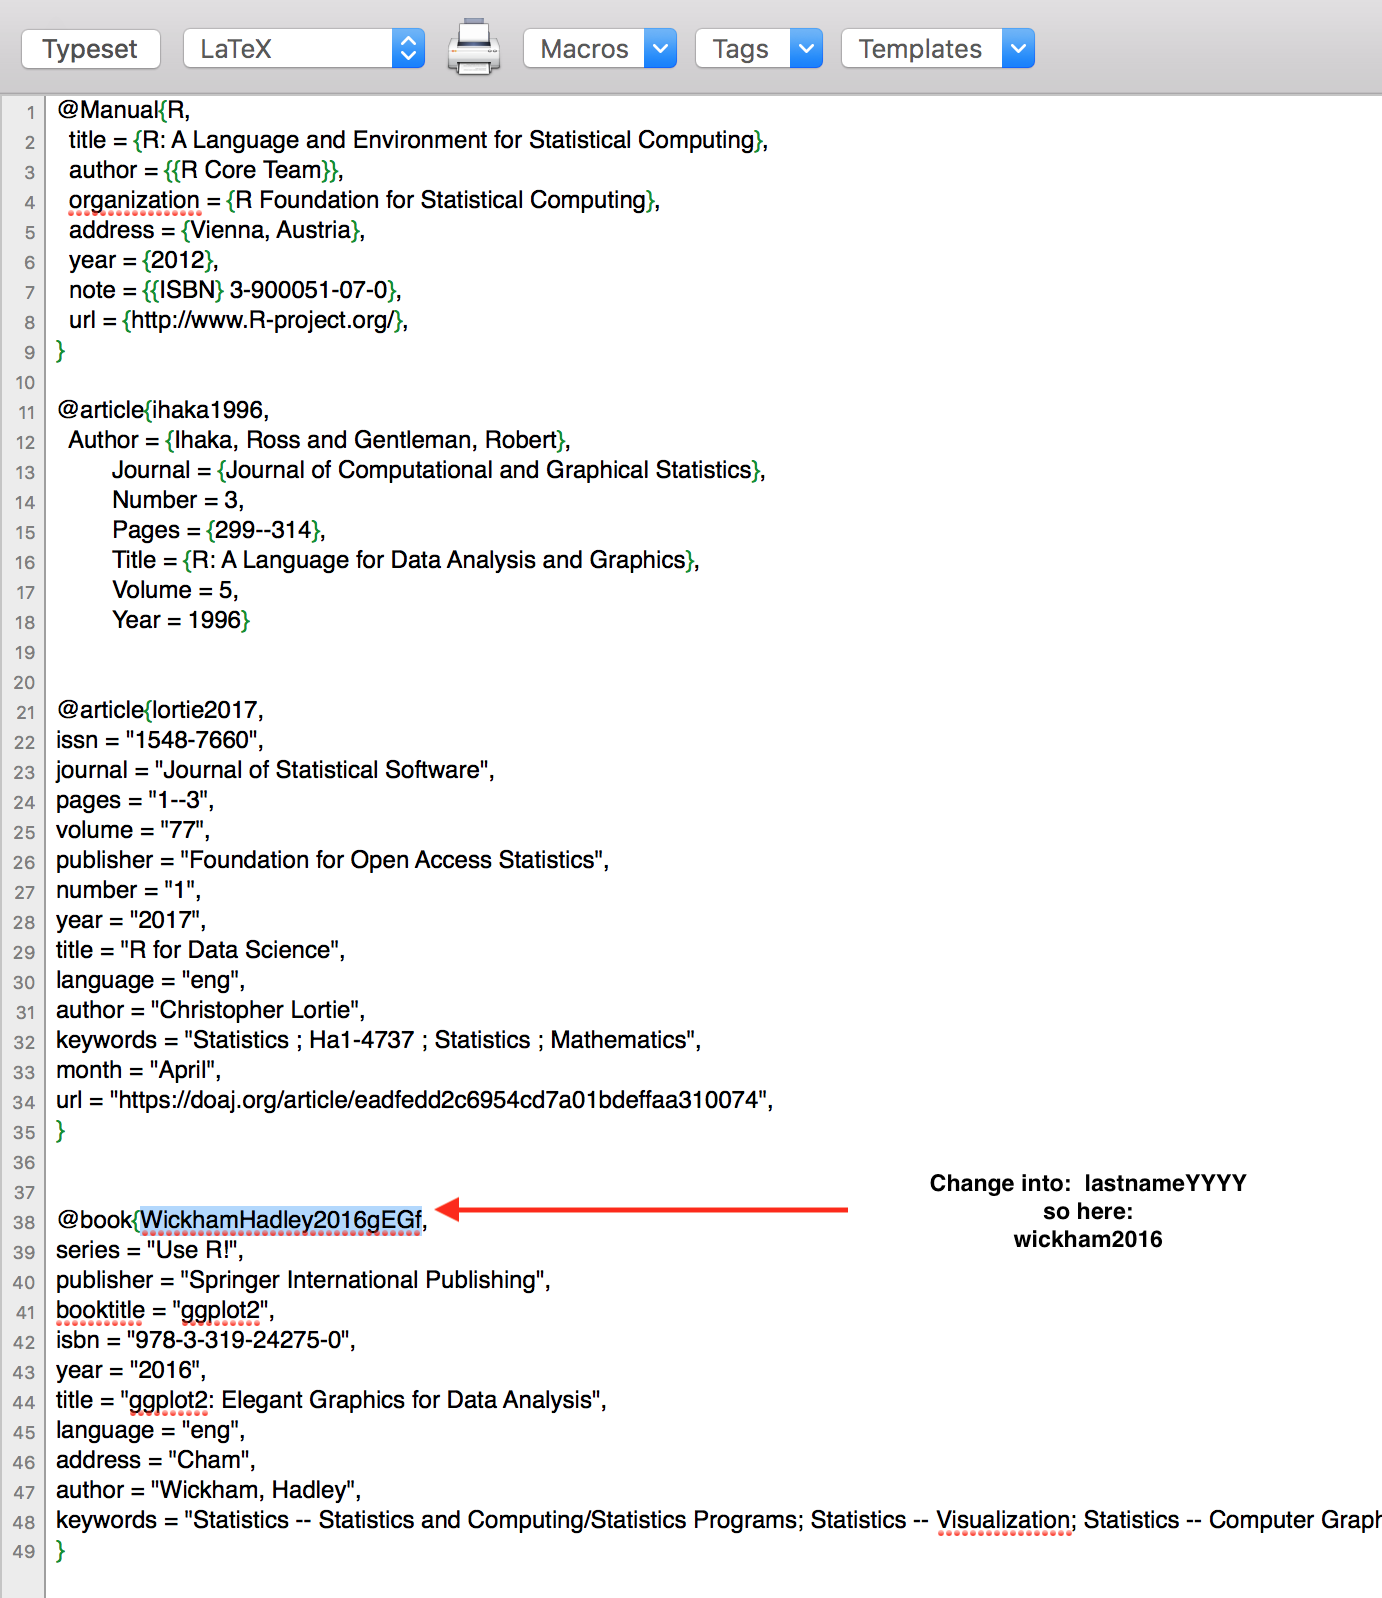 Typeset LaTeX Macros Tags Templates
1 @Manual{R,
2 title = {R: A Language and Environment for Statistical Computing},
3 author = {{R Core Team}},
4 organization = {R Foundation for Statistical Computing},
5 address = {Vienna, Austria},
6 year = {2012},
7 note = {{ISBN} 3-900051-07-0},
8 url = {http://www.R-project.org/},
9 }
10
11 @article{ihaka1996,
12 Author = {Ihaka, Ross and Gentleman, Robert},
13 Journal = {Journal of Computational and Graphical Statistics},
14 Number = 3,
15 Pages = {299--314},
16 Title = {R: A Language for Data Analysis and Graphics},
17 Volume = 5,
18 Year = 1996}
19
20
21 @article{lortie2017,
22 issn = "1548-7660",
23 journal = "Journal of Statistical Software",
24 pages = "1--3",
25 volume = "77",
26 publisher = "Foundation for Open Access Statistics",
27 number = "1",
28 year = "2017",
29 title = "R for Data Science",
30 language = "eng",
31 author = "Christopher Lortie",
32 keywords = "Statistics ; Ha1-4737 ; Statistics ; Mathematics",
33 month = "April",
34 url = "https://doaj.org/article/eadfedd2c6954cd7a01bdeffaa310074",
35 }
36
37
Change into: lastnameYYYY
so here:
wickham2016
38 @book{WickhamHadley2016gEGf,
39 series = "Use R!",
40 publisher = "Springer International Publishing",
41 booktitle = "ggplot2",
42 isbn = "978-3-319-24275-0",
43 year = "2016",
44 title = "ggplot2: Elegant Graphics for Data Analysis",
45 language = "eng",
46 address = "Cham",
47 author = "Wickham, Hadley",
48 keywords = "Statistics -- Statistics and Computing/Statistics Programs; Statistics -- Visualization; Statistics -- Computer Graph
49 }